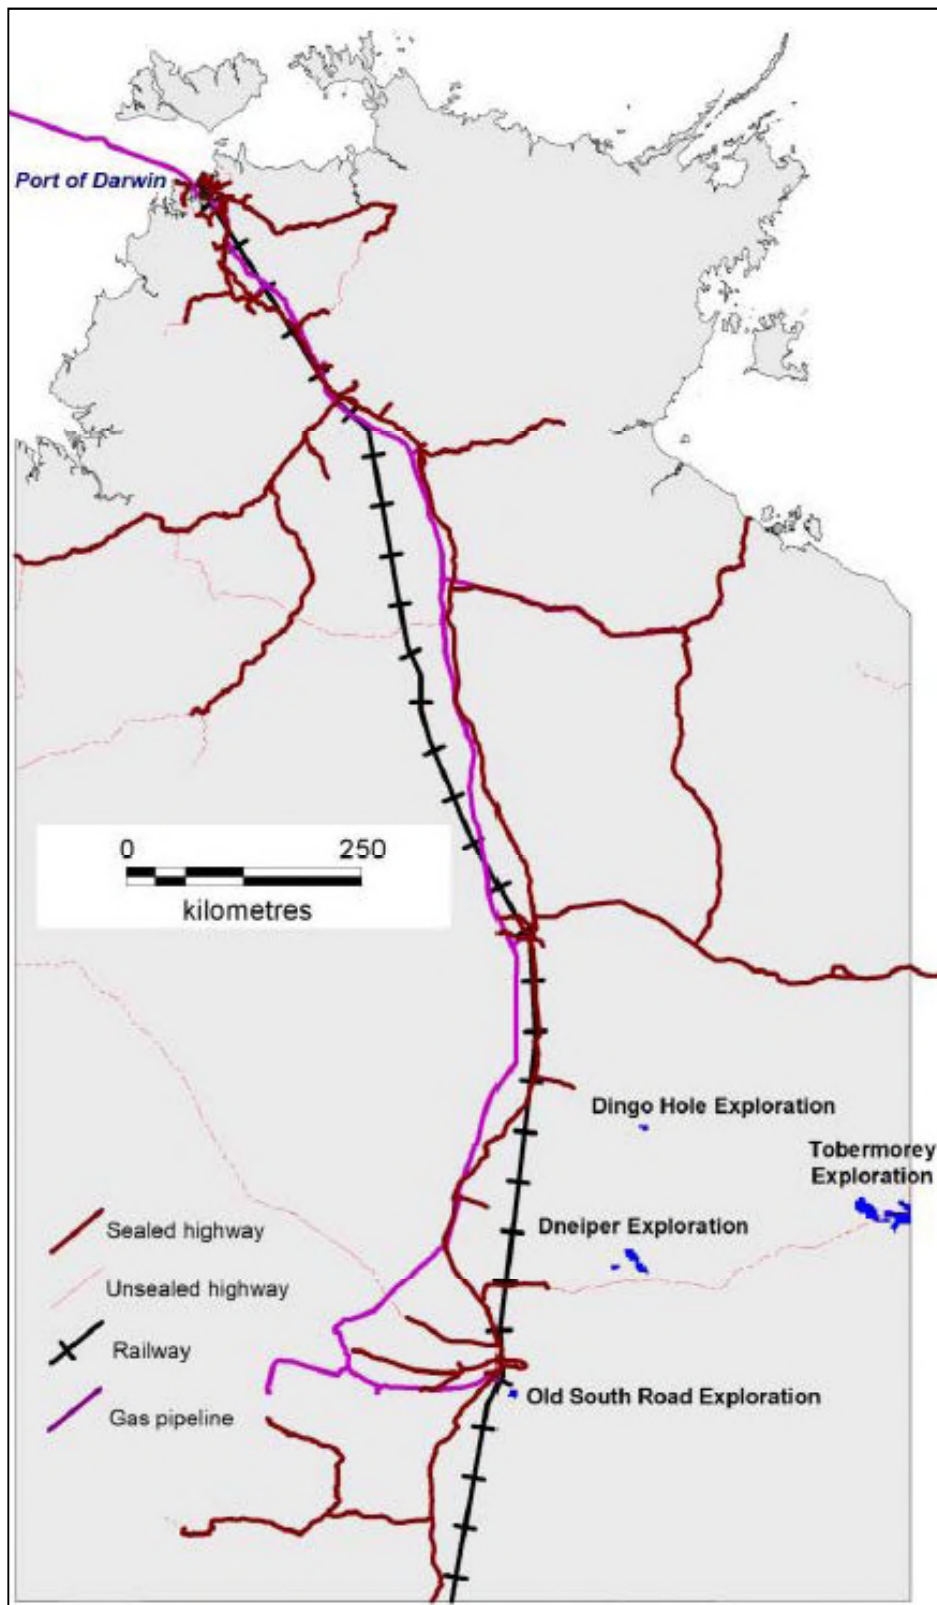 Port of Darwin
0 250
kilometres
Dingo Hole Exploration
Tobermorey
Exploration
Dneiper Exploration
Sealed highway
Unsealed highway
Railway
Gas pipeline
Old South Road Exploration